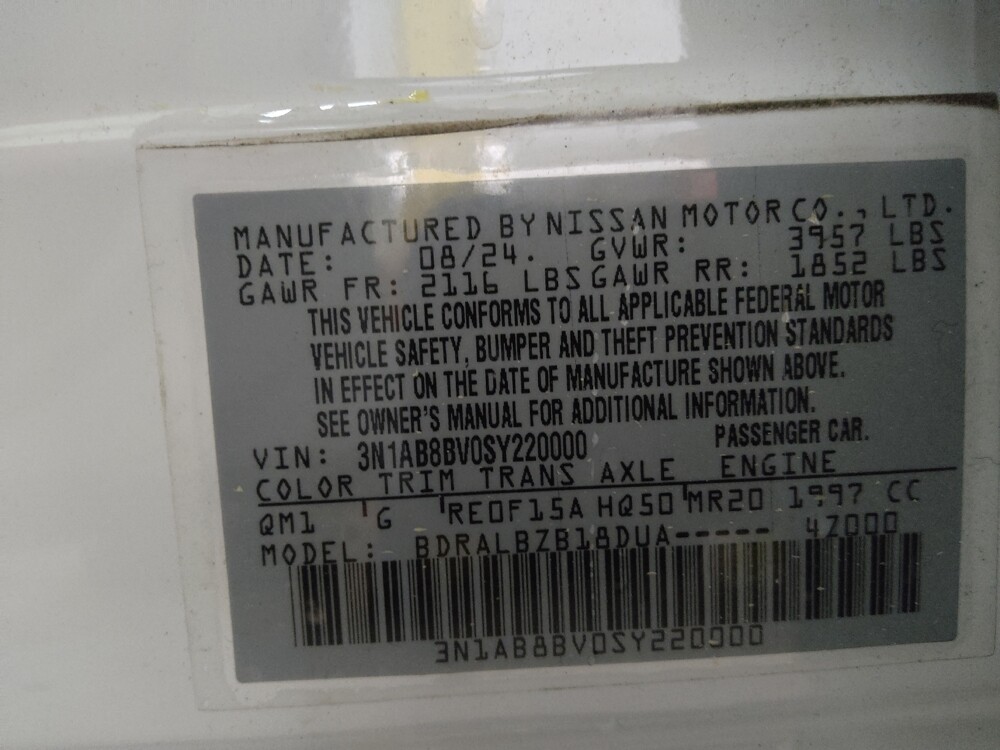 MANUFACTURED BY NISSAN MOTOR CO., LTD.
DATE: 08/24. GVWR: 3957 LBS
GAWR FR: 2116 LBS GAWR RR: 1852 LBS
THIS VEHICLE CONFORMS TO ALL APPLICABLE FEDERAL MOTOR
VEHICLE SAFETY, BUMPER AND THEFT PREVENTION STANDARDS
IN EFFECT ON THE DATE OF MANUFACTURE SHOWN ABOVE.
SEE OWNER'S MANUAL FOR ADDITIONAL INFORMATION.
VIN: 3N1AB8BV0SY220000 PASSENGER CAR.
COLOR TRIM TRANS AXLE ENGINE
QM1 G RE0F15A HQ50 MR20 1997 CC
MODEL: BDRALBZB18DUA----- 4Z000
3N1AB8BV0SY220000